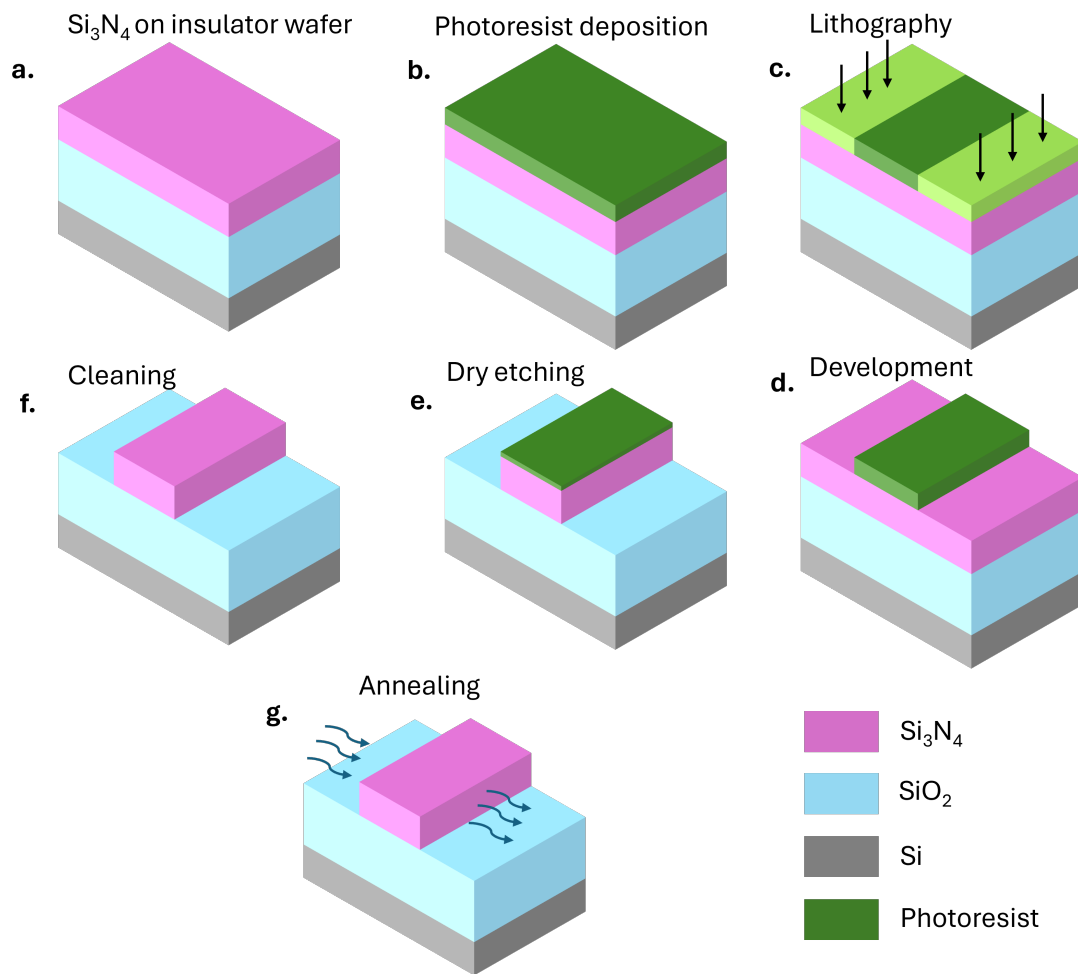 Si₃N₄ on insulator wafer
a.
Photoresist deposition
b.
Lithography
c.
Cleaning
f.
Dry etching
e.
Development
d.
Annealing
g.
Si₃N₄
SiO₂
Si
Photoresist